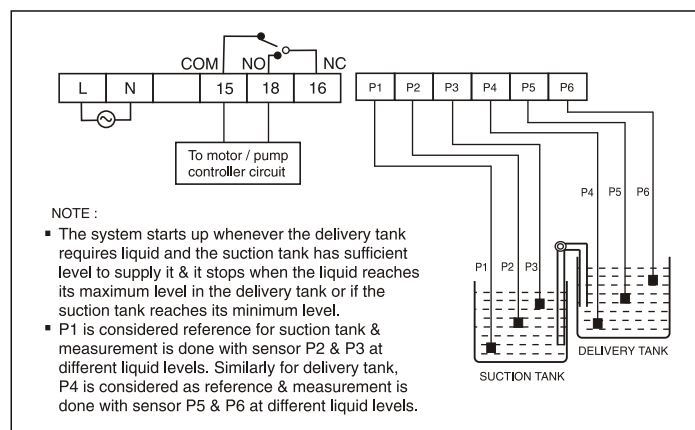 COM NO NC
L N 15 18 16
P1 P2 P3 P4 P5 P6
To motor / pump
controller circuit
P4 P5 P6
P1 P2 P3
SUCTION TANK
DELIVERY TANK
NOTE :
▪ The system starts up whenever the delivery tank
requires liquid and the suction tank has sufficient
level to supply it & it stops when the liquid reaches
its maximum level in the delivery tank or if the
suction tank reaches its minimum level.
▪ P1 is considered reference for suction tank &
measurement is done with sensor P2 & P3 at
different liquid levels. Similarly for delivery tank,
P4 is considered as reference & measurement is
done with sensor P5 & P6 at different liquid levels.